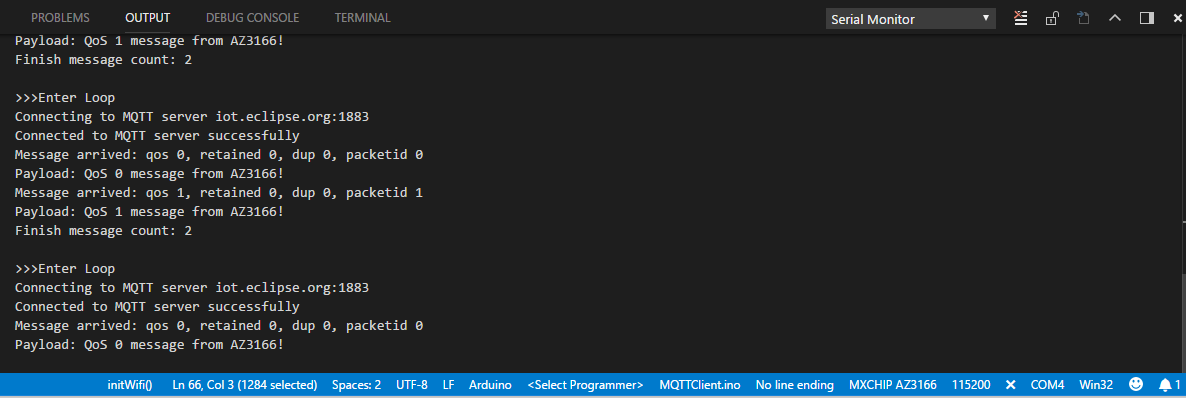 PROBLEMS OUTPUT DEBUG CONSOLE TERMINAL Serial Monitor
Payload: QoS 1 message from AZ3166!
Finish message count: 2
>>>Enter Loop
Connecting to MQTT server iot.eclipse.org:1883
Connected to MQTT server successfully
Message arrived: qos 0, retained 0, dup 0, packetid 0
Payload: QoS 0 message from AZ3166!
Message arrived: qos 1, retained 0, dup 0, packetid 1
Payload: QoS 1 message from AZ3166!
Finish message count: 2
>>>Enter Loop
Connecting to MQTT server iot.eclipse.org:1883
Connected to MQTT server successfully
Message arrived: qos 0, retained 0, dup 0, packetid 0
Payload: QoS 0 message from AZ3166!
initWifi() Ln 66, Col 3 (1284 selected) Spaces: 2 UTF-8 LF Arduino <Select Programmer> MQTTClient.ino No line ending MXCHIP AZ3166 115200 COM4 Win32 1